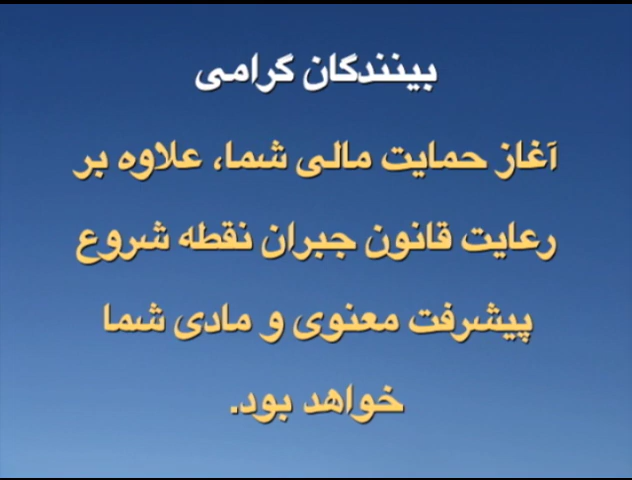 بینندگان گرامی
آغاز حمایت مالی شما، علاوه بر
رعایت قانون جبران نقطه شروع
پیشرفت معنوی و مادی شما
خواهد بود.